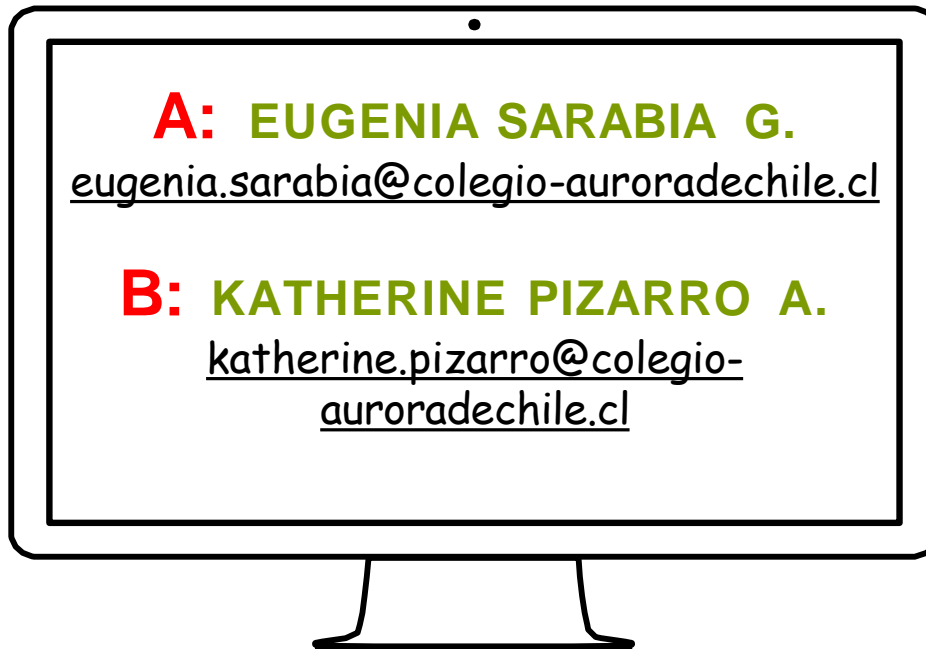 A: EUGENIA SARABIA G.
eugenia.sarabia@colegio-auroradechile.cl
B: KATHERINE PIZARRO A.
katherine.pizarro@colegio-
auroradechile.cl